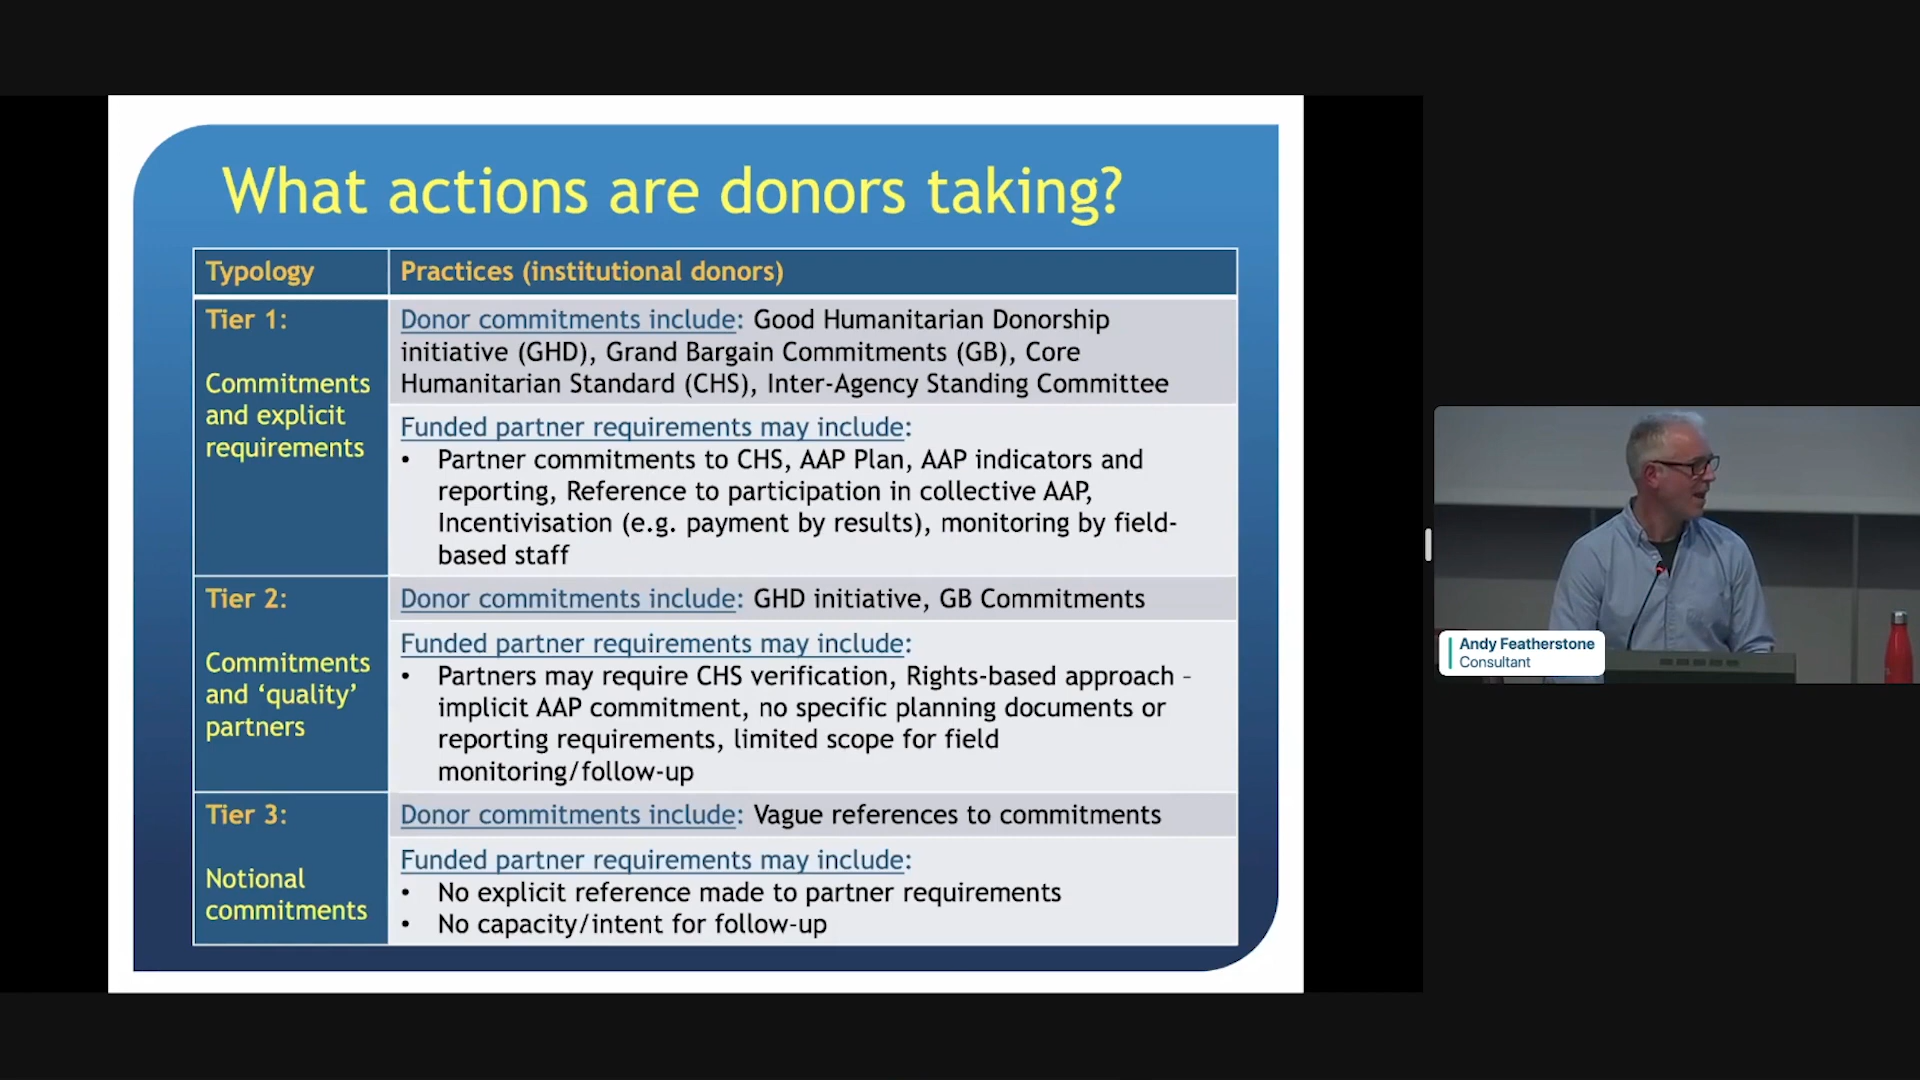 What actions are donors taking?
Typology
Practices (institutional donors)
Tier 1:
Commitments
and explicit
requirements
Donor commitments include: Good Humanitarian Donorship
initiative (GHD), Grand Bargain Commitments (GB), Core
Humanitarian Standard (CHS), Inter-Agency Standing Committee
Funded partner requirements may include:
• Partner commitments to CHS, AAP Plan, AAP indicators and
reporting, Reference to participation in collective AAP,
Incentivisation (e.g. payment by results), monitoring by field-
based staff
Tier 2:
Commitments
and ‘quality’
partners
Donor commitments include: GHD initiative, GB Commitments
Funded partner requirements may include:
• Partners may require CHS verification, Rights-based approach –
implicit AAP commitment, no specific planning documents or
reporting requirements, limited scope for field
monitoring/follow-up
Tier 3:
Notional
commitments
Donor commitments include: Vague references to commitments
Funded partner requirements may include:
• No explicit reference made to partner requirements
• No capacity/intent for follow-up
Andy Featherstone
Consultant